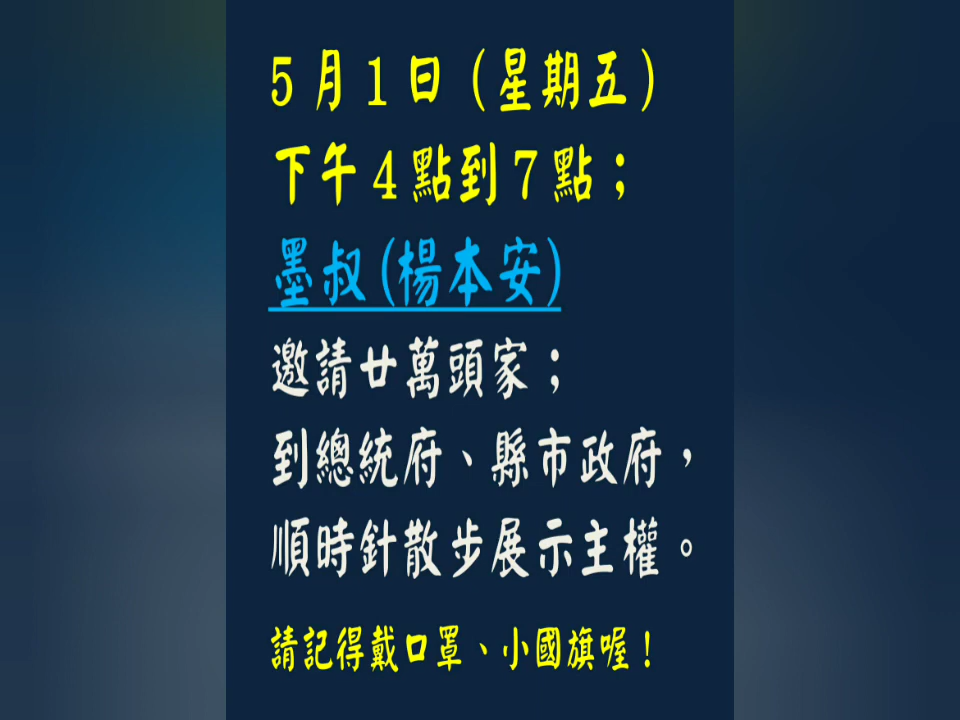 5月1日(星期五)
下午4點到7點；
墨叔(楊本安)
邀請廿萬頭家；
到總統府、縣市政府，
順時針散步展示主權。
請記得戴口罩、小國旗喔！